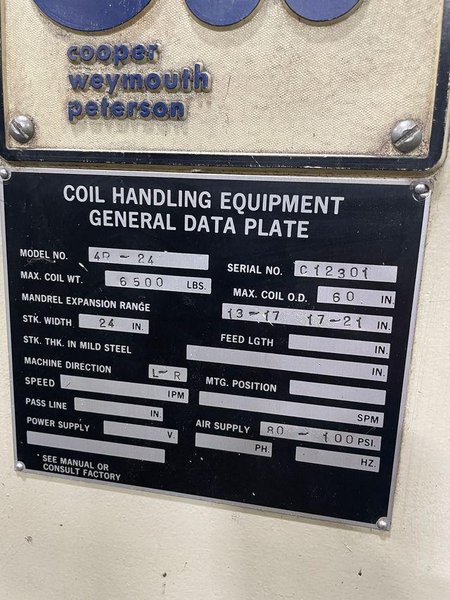 cooper
weymouth
peterson
COIL HANDLING EQUIPMENT
GENERAL DATA PLATE
MODEL NO. 4R-24 SERIAL NO. C12301
MAX. COIL WT. 6500 LBS. MAX. COIL O.D. 60 IN.
MANDREL EXPANSION RANGE 13-17 17-21 IN.
STK. WIDTH 24 IN. FEED LGTH IN.
STK. THK. IN MILD STEEL IN.
MACHINE DIRECTION L-R MTG. POSITION
SPEED IPM SPM
PASS LINE IN. AIR SUPPLY 80-100 PSI.
POWER SUPPLY V. PH. HZ.
SEE MANUAL OR
CONSULT FACTORY